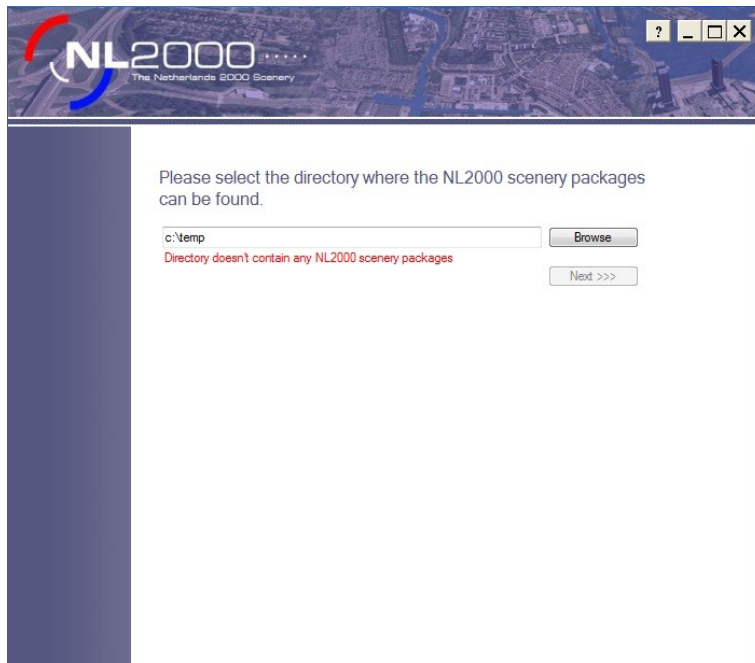 NL2000
The Netherlands 2000 Scenery
?
Please select the directory where the NL2000 scenery packages
can be found.
c:\temp
Browse
Directory doesn't contain any NL2000 scenery packages
Next >>>